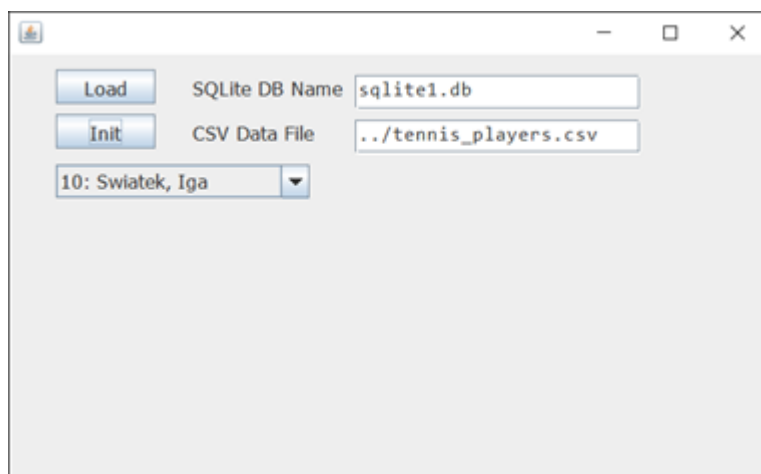 Load SQLite DB Name sqlite1.db
Init CSV Data File ../tennis_players.csv
10: Swiatek, Iga